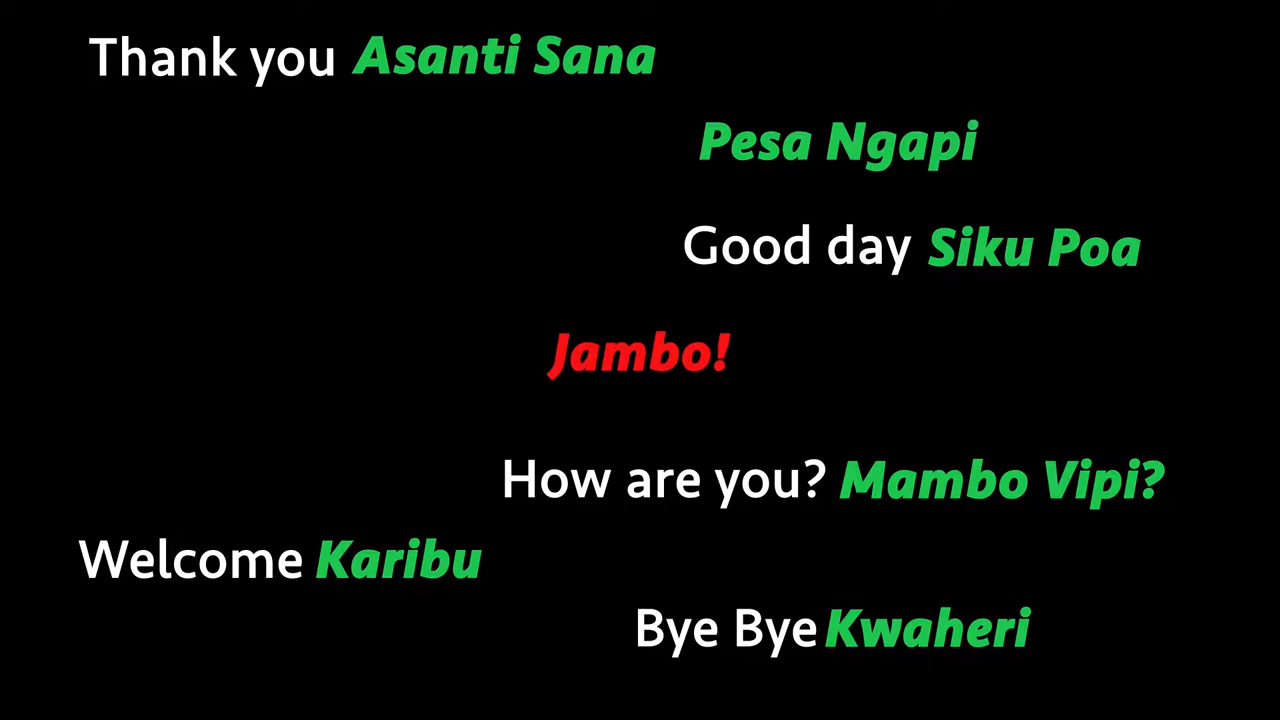 Thank you Asanti Sana
Pesa Ngapi
Good day Siku Poa
Jambo!
How are you? Mambo Vipi?
Welcome Karibu
Bye Bye Kwaheri